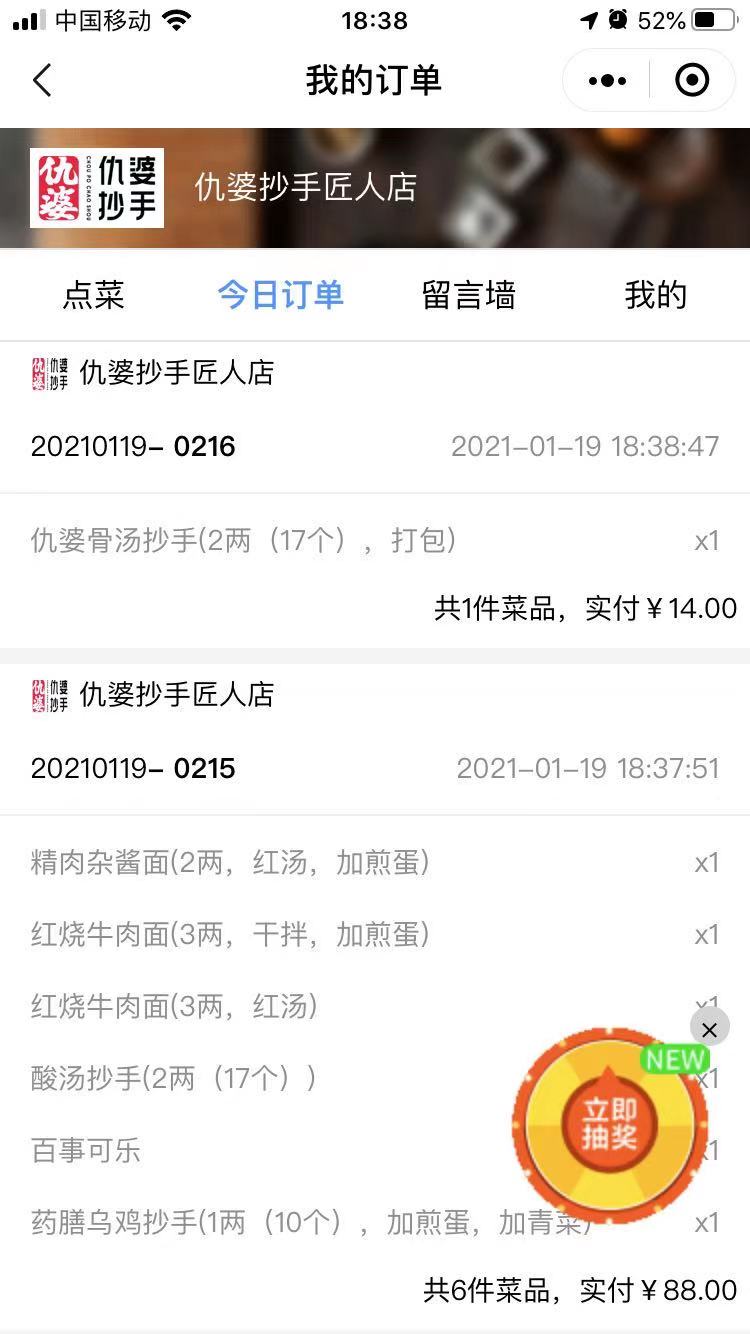 中国移动 18:38 52%
我的订单
仇婆 CHOU PO CHAO SHOU 仇婆抄手
仇婆抄手匠人店
点菜 今日订单 留言墙 我的
仇婆 仇婆抄手 仇婆抄手匠人店
20210119- 0216 2021-01-19 18:38:47
仇婆骨汤抄手(2两（17个），打包) x1
共1件菜品，实付￥14.00
仇婆 仇婆抄手 仇婆抄手匠人店
20210119- 0215 2021-01-19 18:37:51
精肉杂酱面(2两，红汤，加煎蛋) x1
红烧牛肉面(3两，干拌，加煎蛋) x1
红烧牛肉面(3两，红汤) x1
NEW
酸汤抄手(2两（17个）) x1
立即
抽奖
百事可乐 x1
药膳乌鸡抄手(1两（10个），加煎蛋，加青菜) x1
共6件菜品，实付￥88.00